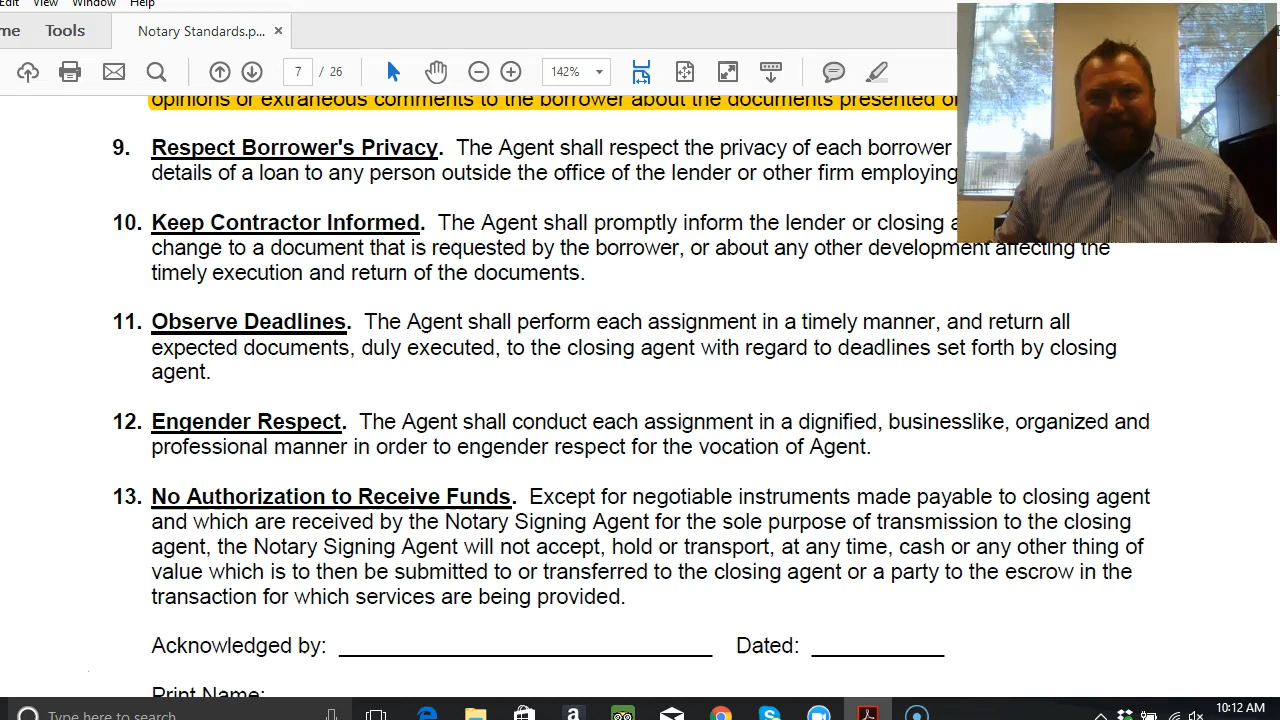 Edit View Window Help
me Tools Notary Standards.p... ×
7 / 26 142%
opinions or extraneous comments to the borrower about the documents presented or
9. Respect Borrower's Privacy. The Agent shall respect the privacy of each borrower
details of a loan to any person outside the office of the lender or other firm employing
10. Keep Contractor Informed. The Agent shall promptly inform the lender or closing a
change to a document that is requested by the borrower, or about any other development affecting the
timely execution and return of the documents.
11. Observe Deadlines. The Agent shall perform each assignment in a timely manner, and return all
expected documents, duly executed, to the closing agent with regard to deadlines set forth by closing
agent.
12. Engender Respect. The Agent shall conduct each assignment in a dignified, businesslike, organized and
professional manner in order to engender respect for the vocation of Agent.
13. No Authorization to Receive Funds. Except for negotiable instruments made payable to closing agent
and which are received by the Notary Signing Agent for the sole purpose of transmission to the closing
agent, the Notary Signing Agent will not accept, hold or transport, at any time, cash or any other thing of
value which is to then be submitted to or transferred to the closing agent or a party to the escrow in the
transaction for which services are being provided.
Acknowledged by: Dated:
Print Name:
Type here to search 10:12 AM